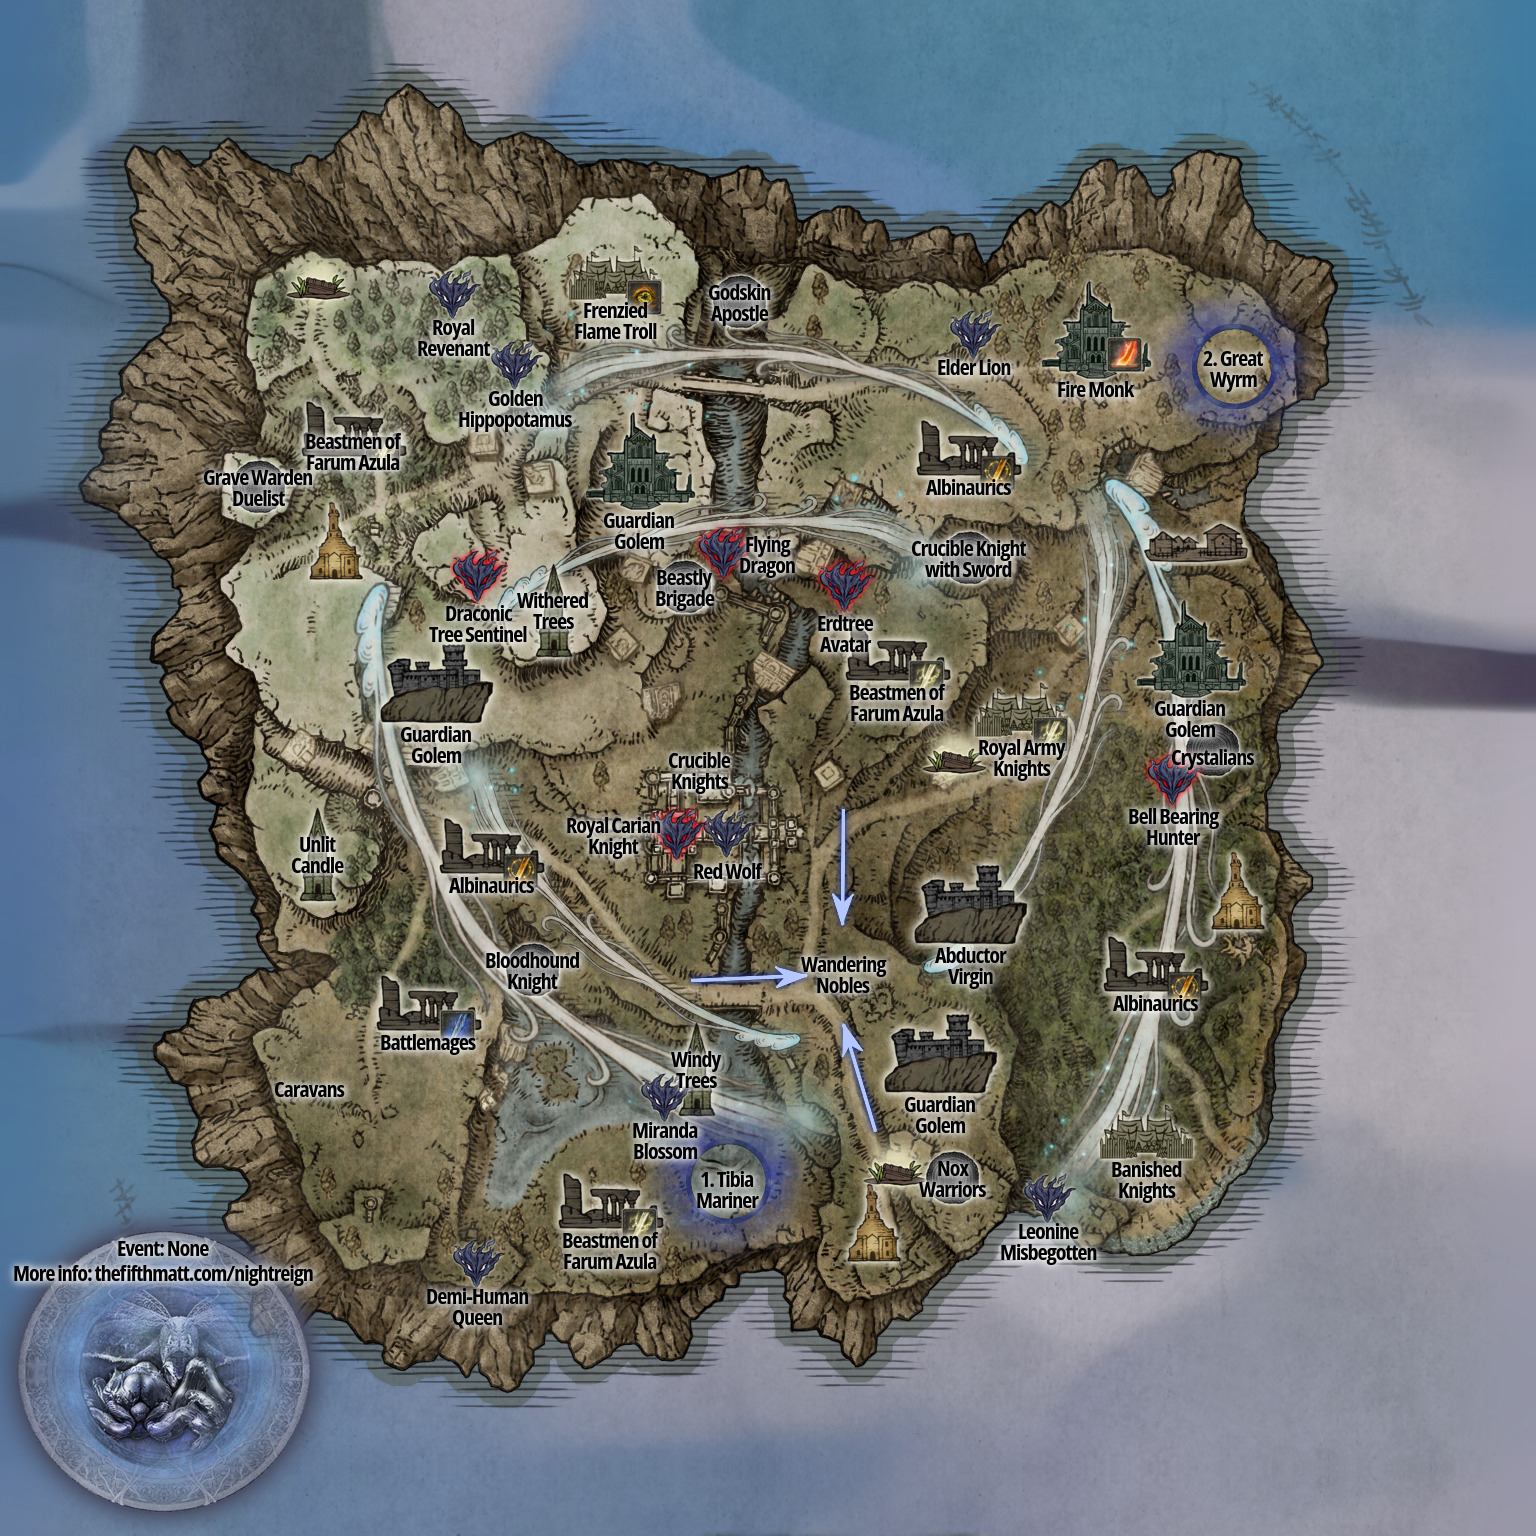 Godskin
Apostle
Frenzied
Flame Troll
Royal
Revenant
Elder Lion
2. Great
Wyrm
Fire Monk
Golden
Hippopotamus
Beastmen of
Farum Azula
Grave Warden
Duelist
Albinaurics
Guardian
Golem
Flying
Dragon
Crucible Knight
with Sword
Beastly
Brigade
Draconic
Tree Sentinel
Withered
Trees
Erdtree
Avatar
Beastmen of
Farum Azula
Guardian
Golem
Guardian
Golem
Royal Army
Knights
Crystalians
Crucible
Knights
Royal Carian
Knight
Red Wolf
Bell Bearing
Hunter
Unlit
Candle
Albinaurics
Bloodhound
Knight
Wandering
Nobles
Abductor
Virgin
Albinaurics
Battlemages
Windy
Trees
Caravans
Guardian
Golem
Miranda
Blossom
1. Tibia
Mariner
Nox
Warriors
Banished
Knights
Leonine
Misbegotten
Beastmen of
Farum Azula
Demi-Human
Queen
Event: None
More info: thefifthmatt.com/nightreign